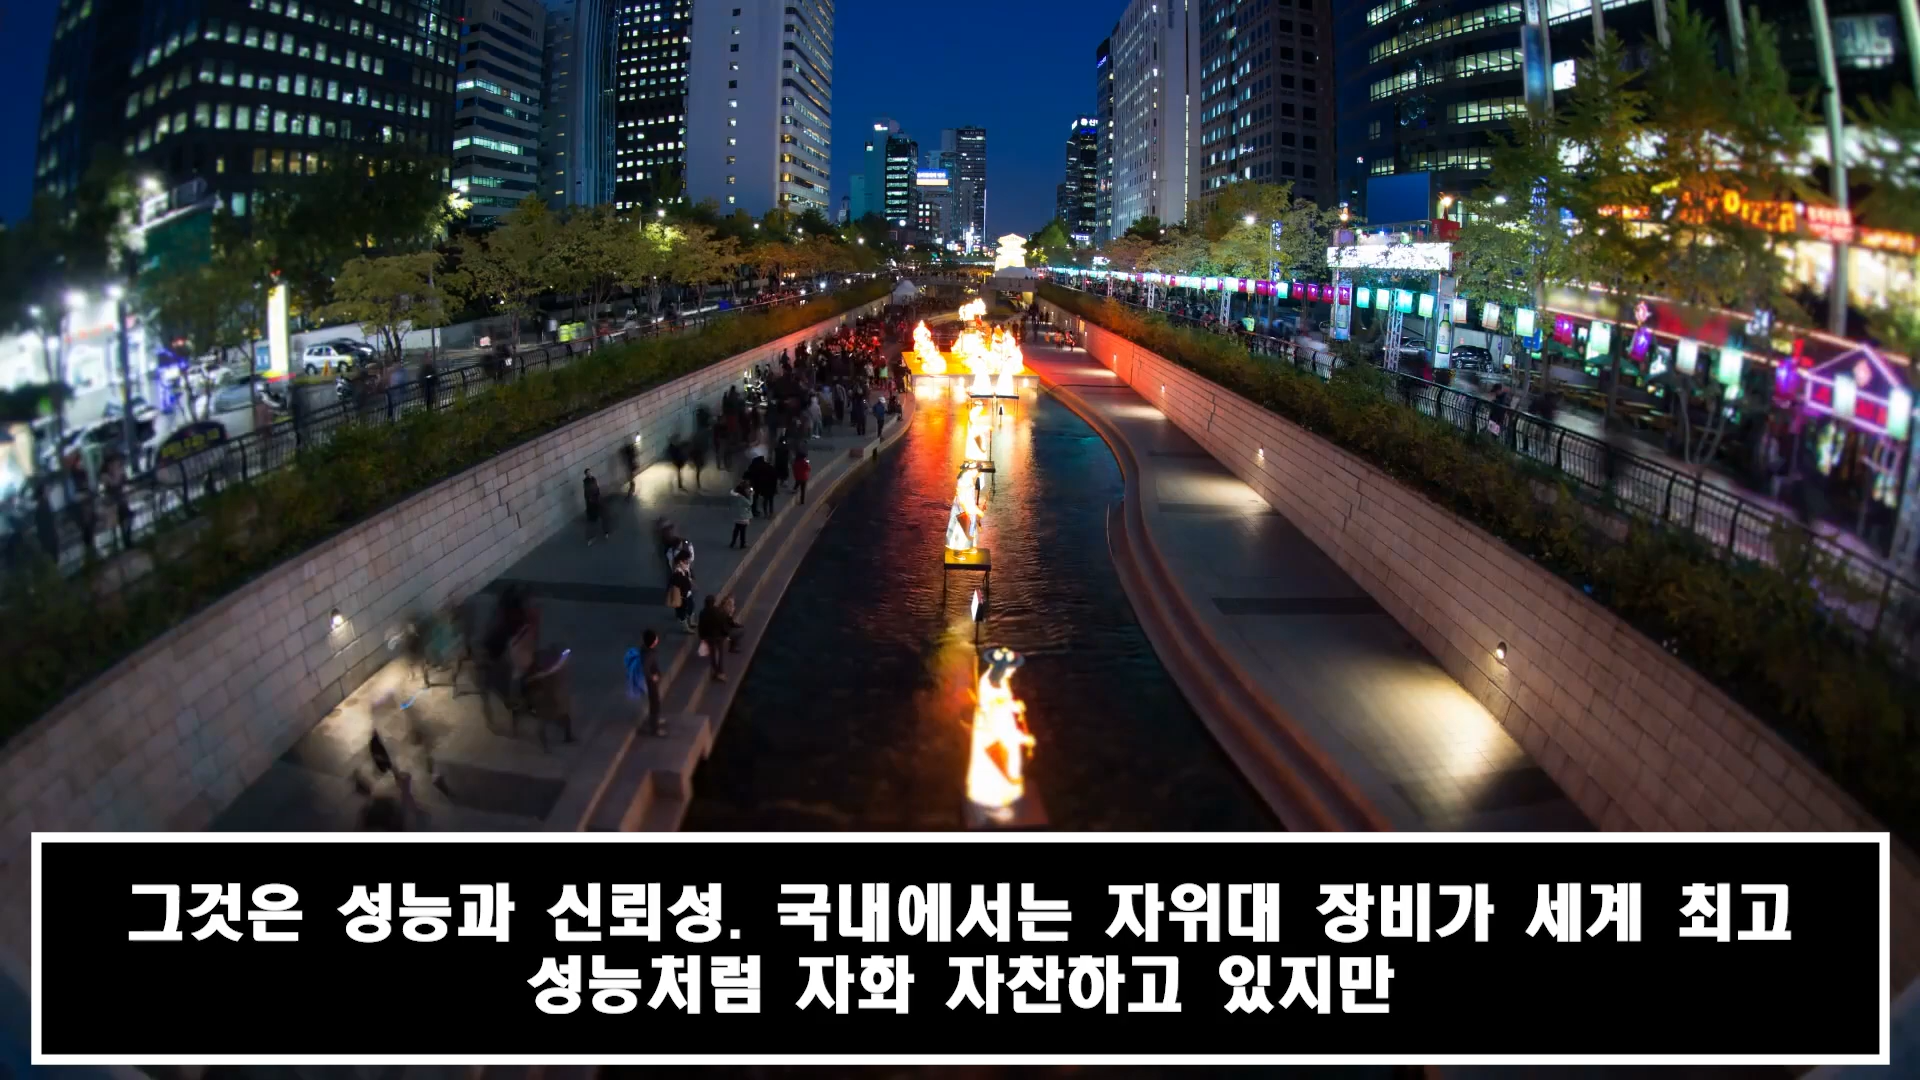 그것은 성능과 신뢰성. 국내에서는 자위대 장비가 세계 최고
성능처럼 자화 자찬하고 있지만